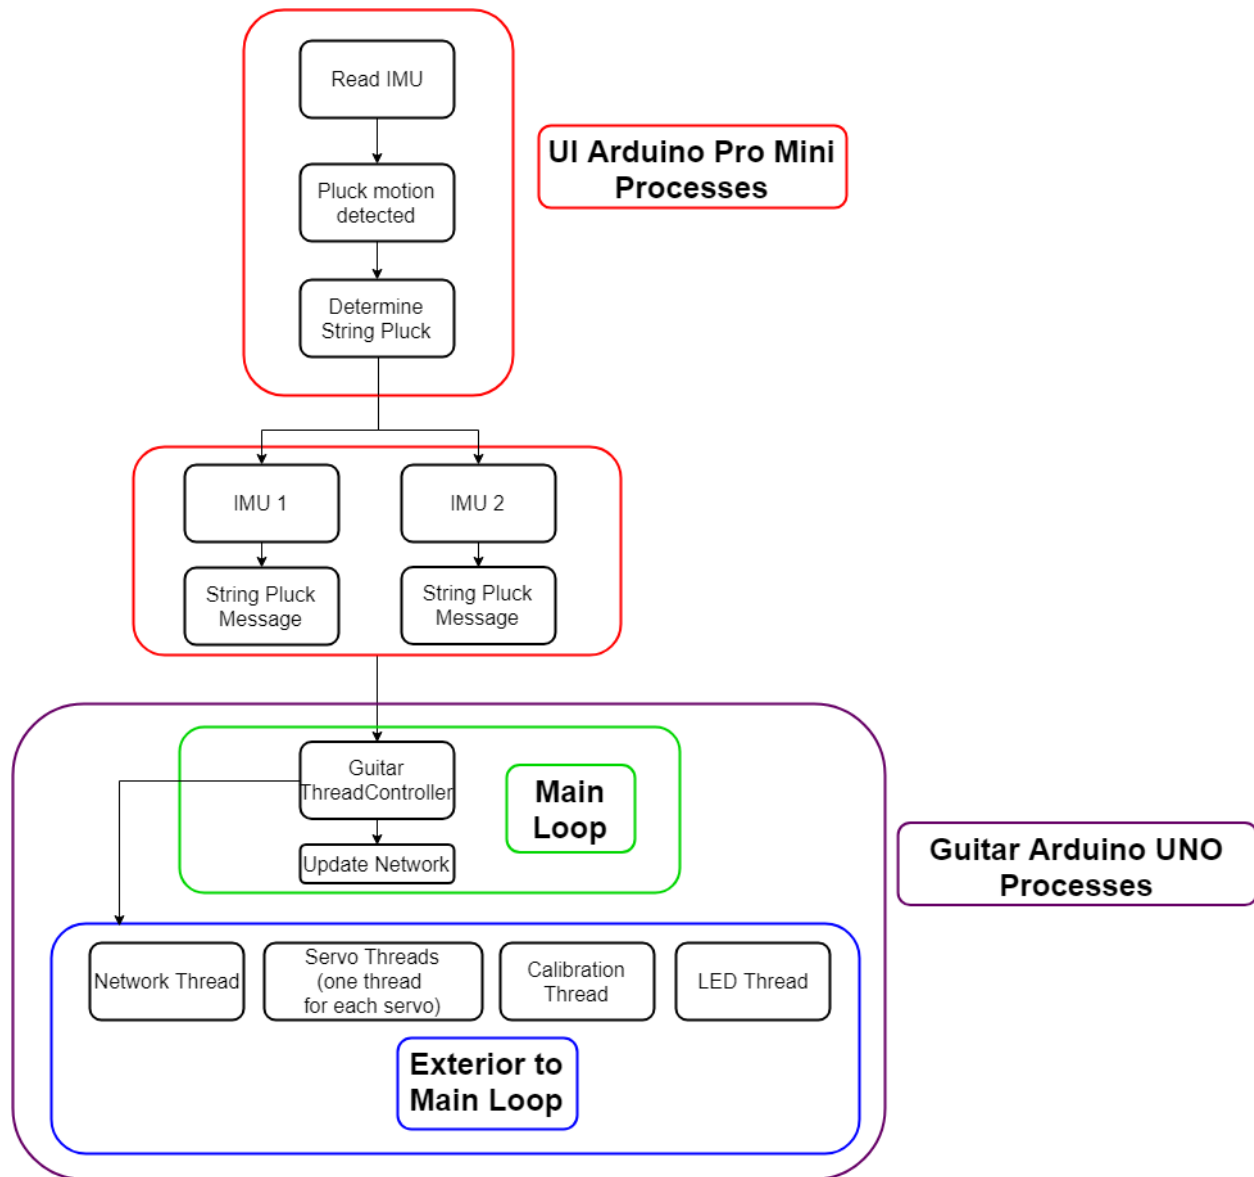 Read IMU
UI Arduino Pro Mini
Processes
Pluck motion
detected
Determine
String Pluck
IMU 1
IMU 2
String Pluck
Message
String Pluck
Message
Guitar
ThreadController
Main
Loop
Update Network
Guitar Arduino UNO
Processes
Network Thread
Servo Threads
(one thread
for each servo)
Calibration
Thread
LED Thread
Exterior to
Main Loop